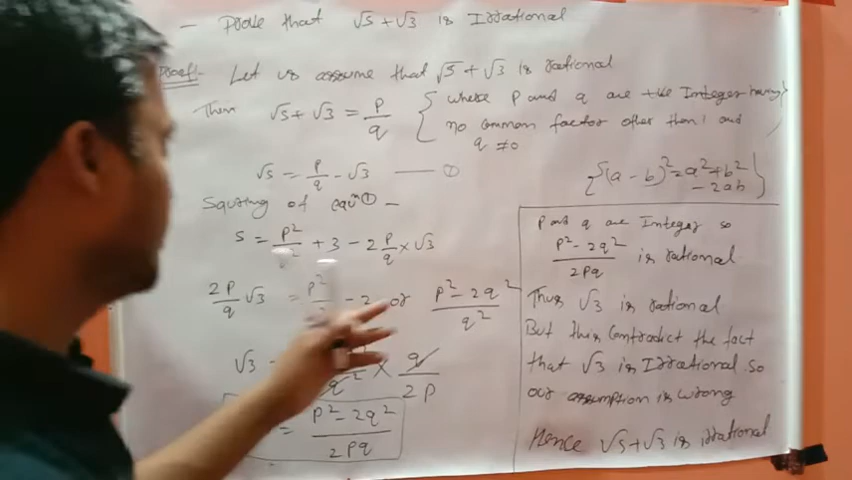 - Prove that √5 + √3 is Irrational
Proof- Let us assume that √5 + √3 is rational
Then √5 + √3 = p/q { where p and q are the Integer having
no common factor other than 1 and
q ≠ 0
√5 = p/q - √3 —— ①
{(a - b)² = a² + b²
- 2ab}
Squaring of equⁿ ① -
5 = p²/q² + 3 - 2 p/q × √3
2p/q √3 = p² - 2 or p² - 2q² / q²
√3 = q² × q/2p
= p² - 2q² / 2pq
p and q are Integer so
p² - 2q² / 2pq is rational
Thus √3 is rational
But this contradict the fact
that √3 is Irrational. so
our assumption is wrong
Hence √5 + √3 is irrational